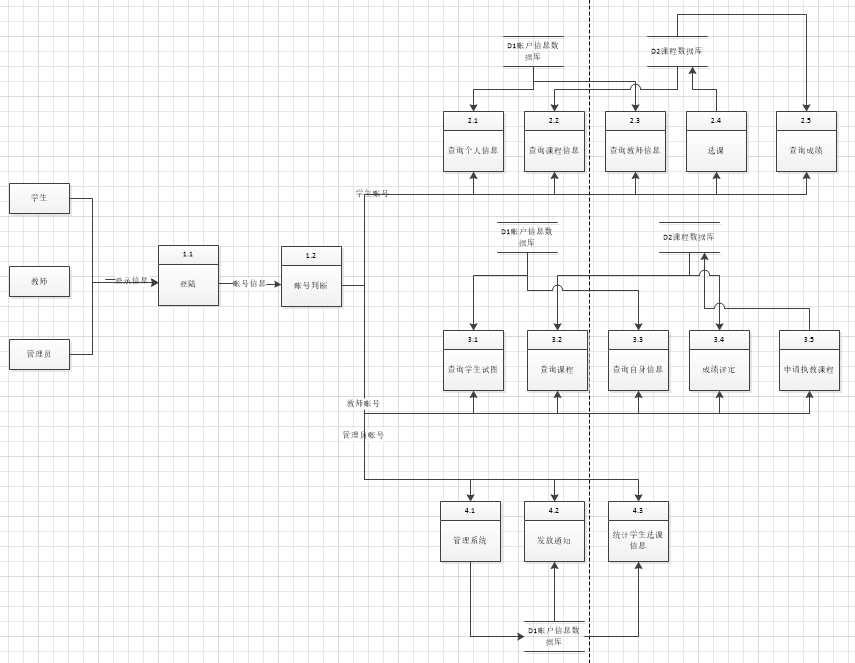 D1账户信息数
据库
D2课程数据库
2.1
2.2
2.3
2.4
2.5
查询个人信息
查询课程信息
查询教师信息
选课
查询成绩
学生账号
学生
D1账户信息数
据库
D2课程数据库
1.1
1.2
教师
登录信息
登陆
账号信息
账号判断
3.1
3.2
3.3
3.4
3.5
管理员
查询学生试图
查询课程
查询自身信息
成绩评定
申请执教课程
教师账号
管理员账号
4.1
4.2
4.3
管理系统
发放通知
统计学生选课
信息
D1账户信息数
据库